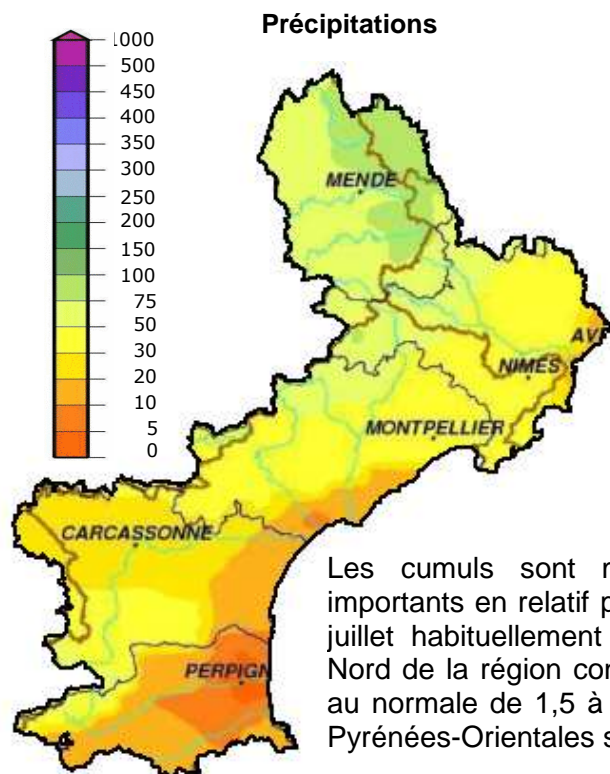 Précipitations
1000
500
450
400
350
300
250
200
150
100
75
50
30
20
10
5
0
MENDE
AVI
NIMES
MONTPELLIER
CARCASSONNE
PERPIGN
Les cumuls sont
importants en relatif
juillet habituellement
Nord de la région
au normale de 1,5 à
Pyrénées-Orientales